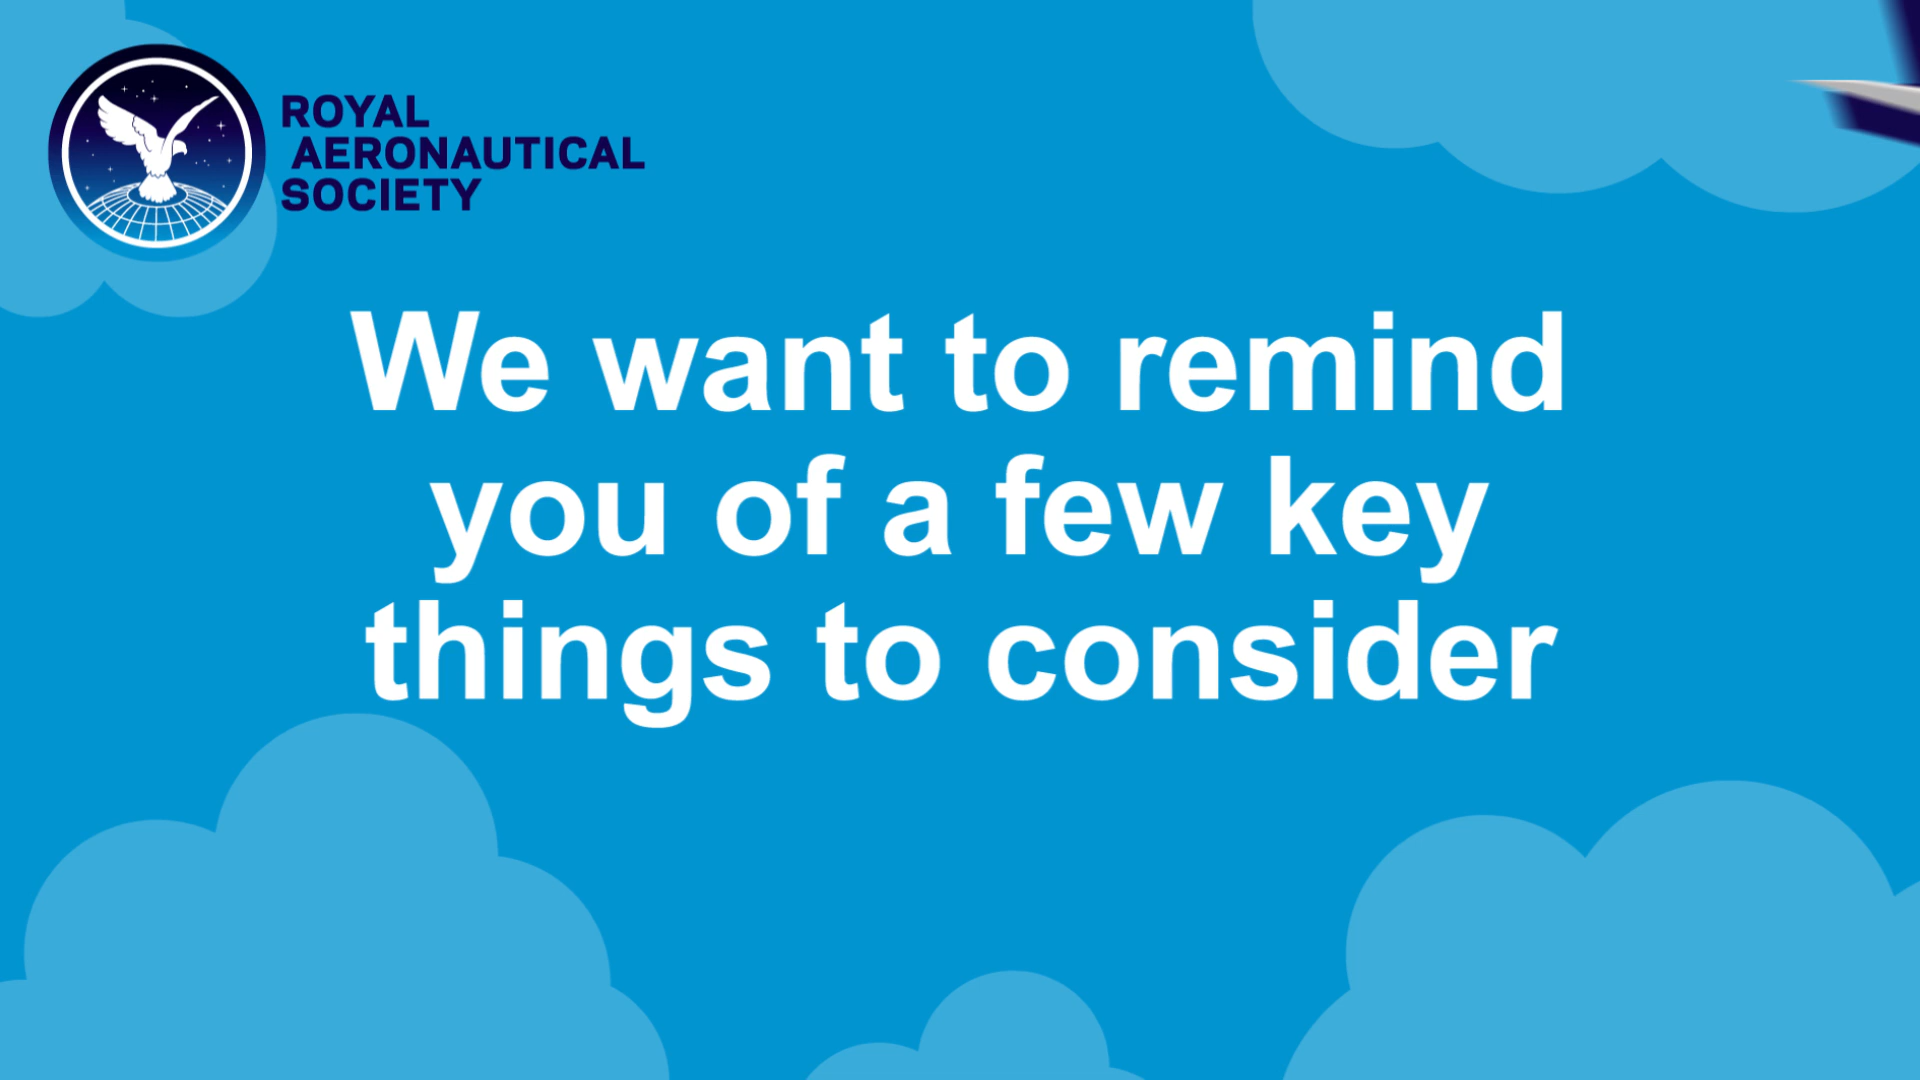 ROYAL
AERONAUTICAL
SOCIETY
We want to remind
you of a few key
things to consider